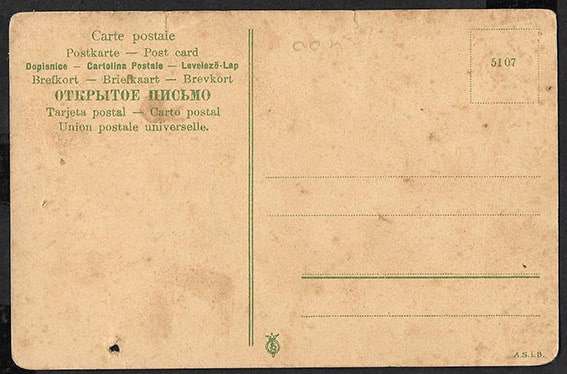 Carte postale
Postkarte — Post card
Dopisnice — Cartolina Postale — Levelező-Lap
Brefkort — Briefkaart — Brevkort
ОТКРЫТОЕ ПИСЬМО
Tarjeta postal — Carto postal
Union postale universelle.
5107
A.S.i.B.